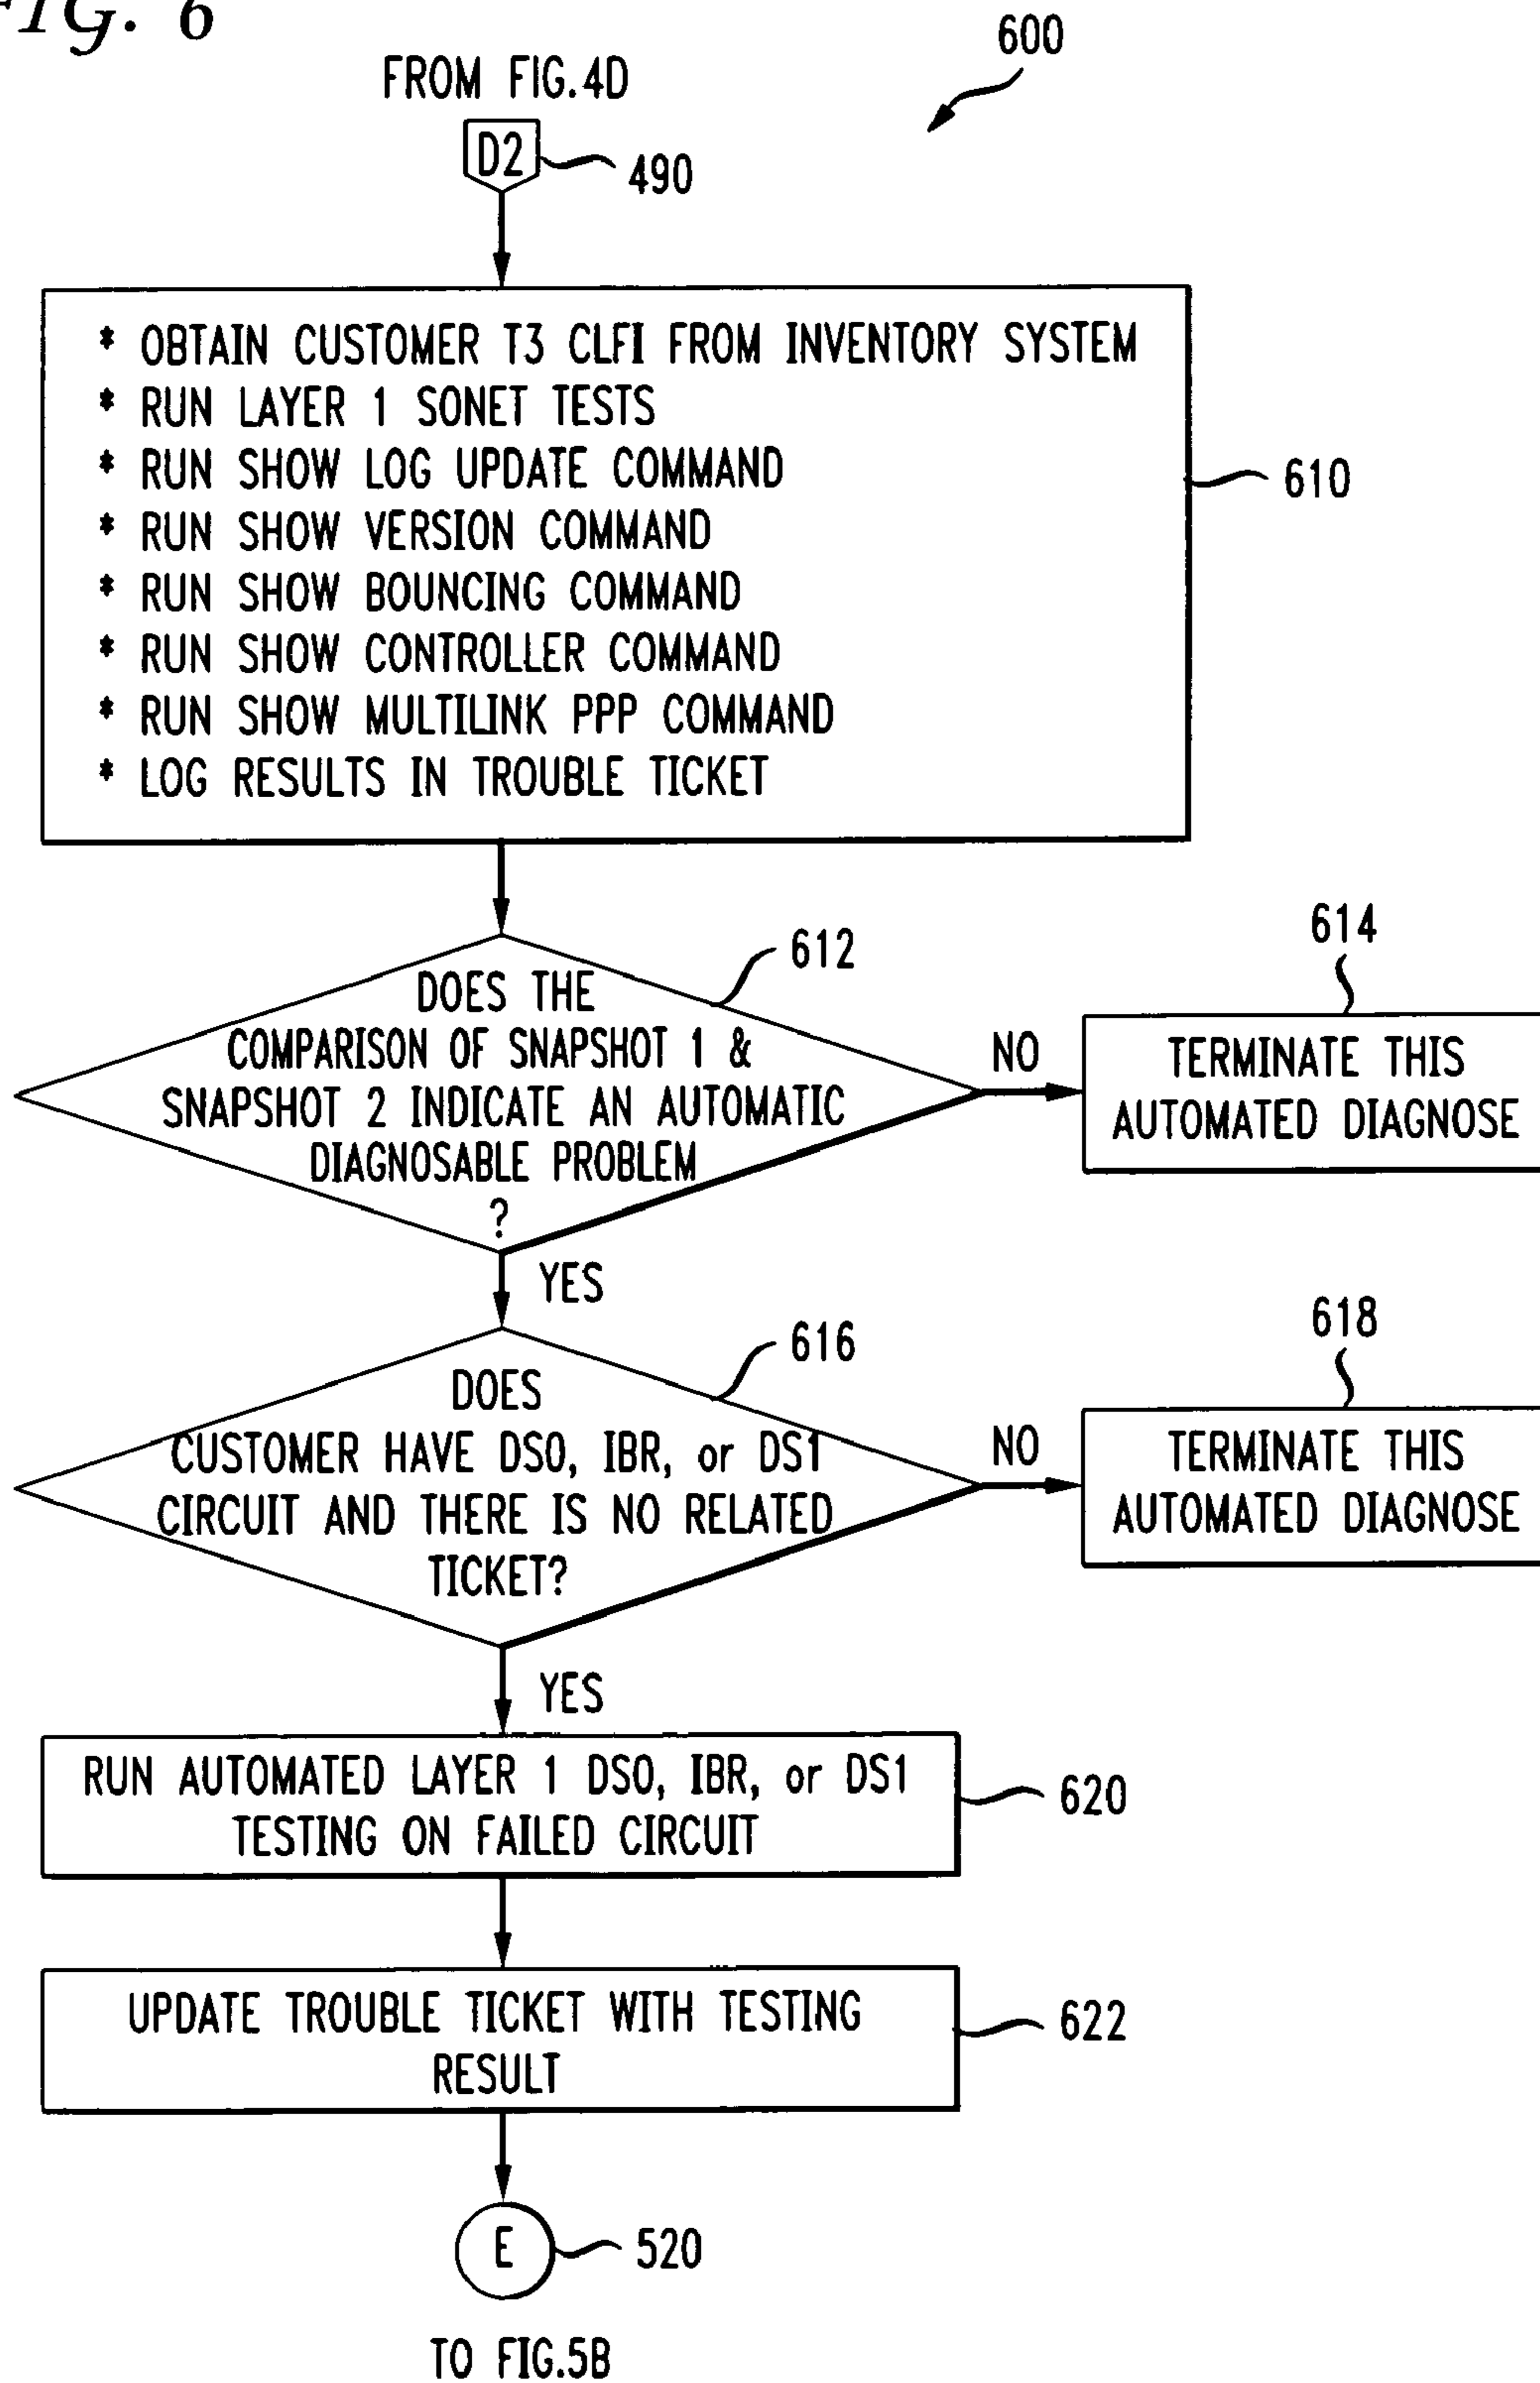 FIG. 6
600
FROM FIG.4D
D2
490
* OBTAIN CUSTOMER T3 CLFI FROM INVENTORY SYSTEM
* RUN LAYER 1 SONET TESTS
* RUN SHOW LOG UPDATE COMMAND
* RUN SHOW VERSION COMMAND
* RUN SHOW BOUNCING COMMAND
* RUN SHOW CONTROLLER COMMAND
* RUN SHOW MULTILINK PPP COMMAND
* LOG RESULTS IN TROUBLE TICKET
610
612
DOES THE
COMPARISON OF SNAPSHOT 1 &
SNAPSHOT 2 INDICATE AN AUTOMATIC
DIAGNOSABLE PROBLEM
?
NO
614
TERMINATE THIS
AUTOMATED DIAGNOSE
YES
616
DOES
CUSTOMER HAVE DS0, IBR, or DS1
CIRCUIT AND THERE IS NO RELATED
TICKET?
NO
618
TERMINATE THIS
AUTOMATED DIAGNOSE
YES
RUN AUTOMATED LAYER 1 DS0, IBR, or DS1
TESTING ON FAILED CIRCUIT
620
UPDATE TROUBLE TICKET WITH TESTING
RESULT
622
E
520
TO FIG.5B